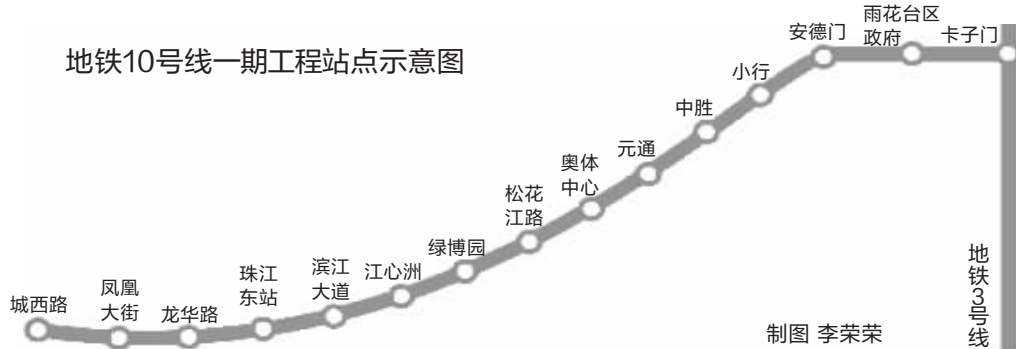 地铁10号线一期工程站点示意图
城西路
凤凰
大街
龙华路
珠江
东站
滨江
大道
江心洲
绿博园
松花
江路
奥体
中心
元通
中胜
小行
安德门
雨花台区
政府
卡子门
地铁3号线
制图 李荣荣